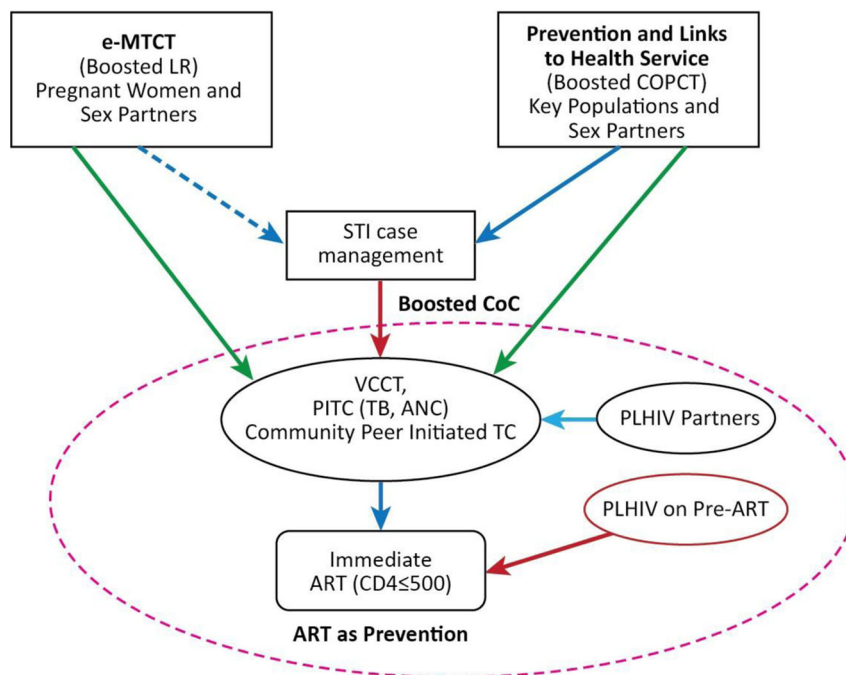 e-MTCT
(Boosted LR)
Pregnant Women and
Sex Partners
Prevention and Links
to Health Service
(Boosted COPCT)
Key Populations and
Sex Partners
STI case
management
Boosted CoC
VCCT,
PITC (TB, ANC)
Community Peer Initiated TC
PLHIV Partners
PLHIV on Pre-ART
Immediate
ART (CD4≤500)
ART as Prevention